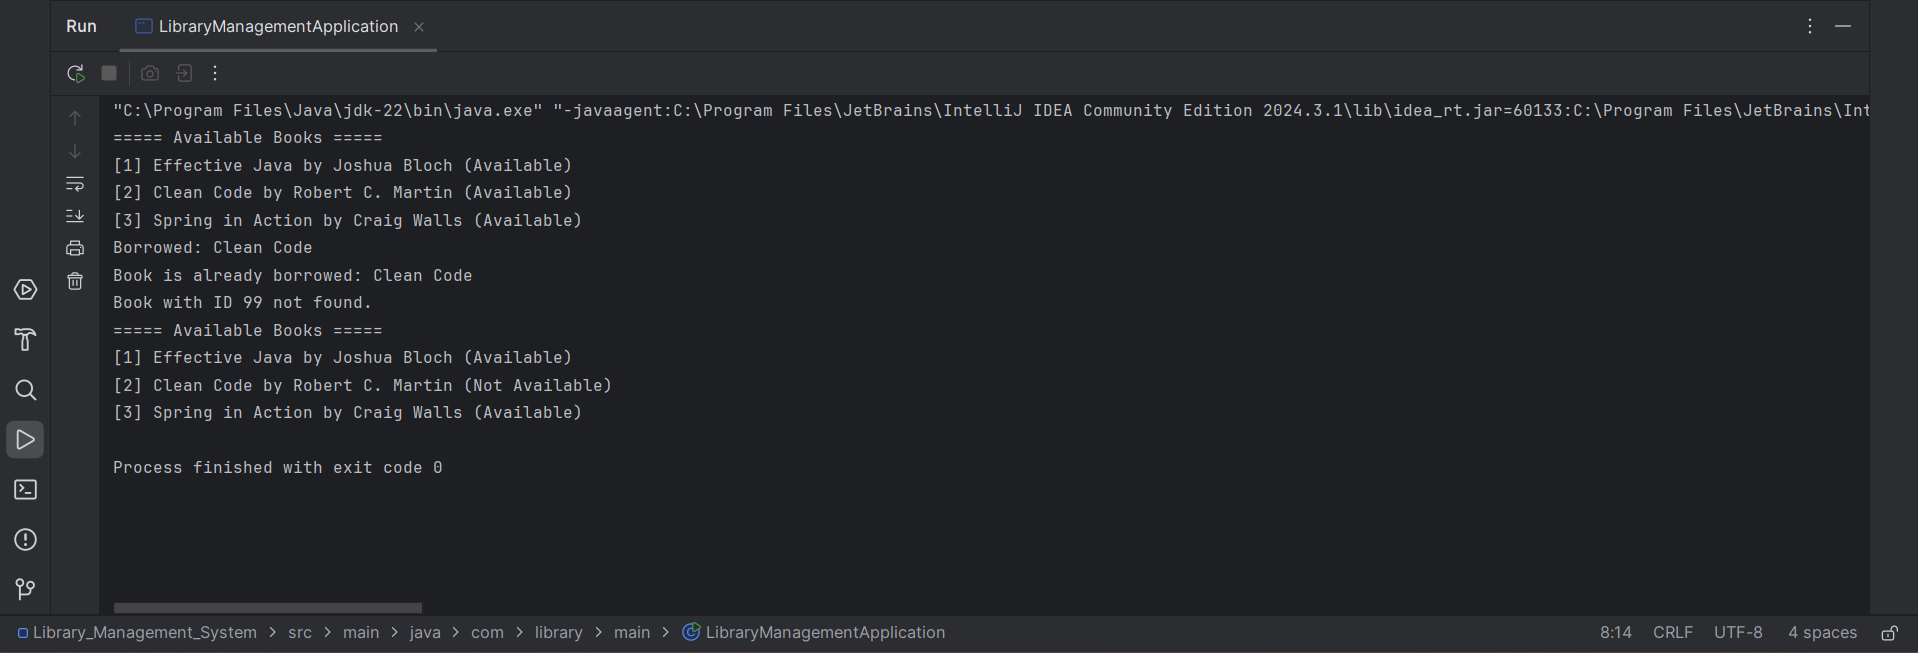 Run LibraryManagementApplication
"C:\Program Files\Java\jdk-22\bin\java.exe" "-javaagent:C:\Program Files\JetBrains\IntelliJ IDEA Community Edition 2024.3.1\lib\idea_rt.jar=60133:C:\Program Files\JetBrains\Int
===== Available Books =====
[1] Effective Java by Joshua Bloch (Available)
[2] Clean Code by Robert C. Martin (Available)
[3] Spring in Action by Craig Walls (Available)
Borrowed: Clean Code
Book is already borrowed: Clean Code
Book with ID 99 not found.
===== Available Books =====
[1] Effective Java by Joshua Bloch (Available)
[2] Clean Code by Robert C. Martin (Not Available)
[3] Spring in Action by Craig Walls (Available)
Process finished with exit code 0
Library_Management_System > src > main > java > com > library > main > LibraryManagementApplication 8:14 CRLF UTF-8 4 spaces